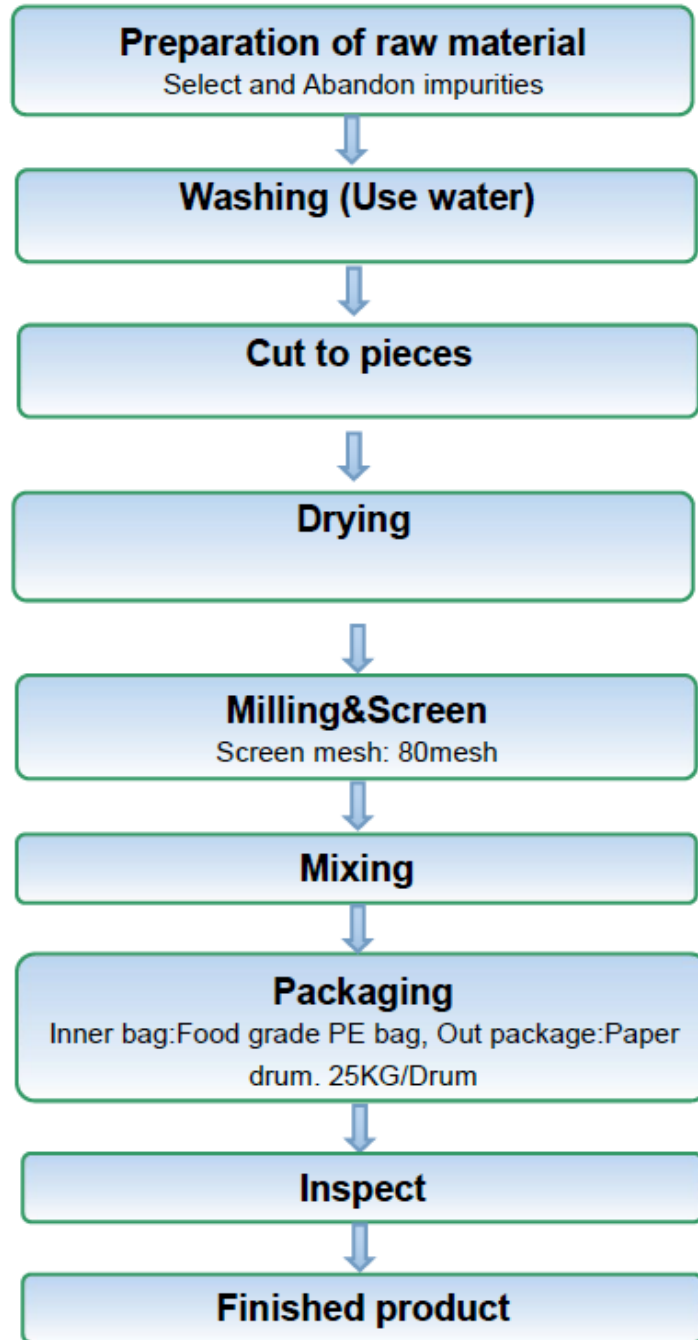 Preparation of raw material
Select and Abandon impurities
Washing (Use water)
Cut to pieces
Drying
Milling&Screen
Screen mesh: 80mesh
Mixing
Packaging
Inner bag:Food grade PE bag, Out package:Paper
drum. 25KG/Drum
Inspect
Finished product